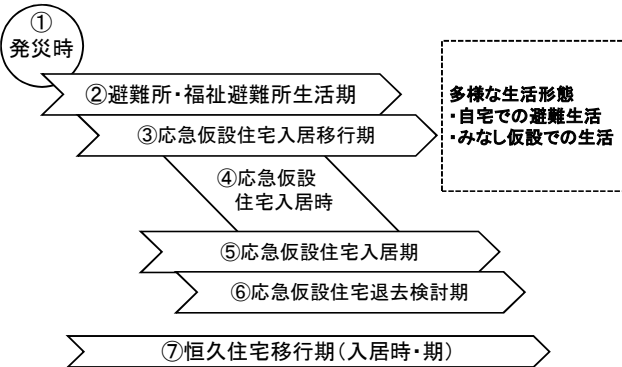 ①
発災時
②避難所・福祉避難所生活期
③応急仮設住宅入居移行期
多様な生活形態
・自宅での避難生活
・みなし仮設での生活
④応急仮設
住宅入居時
⑤応急仮設住宅入居期
⑥応急仮設住宅退去検討期
⑦恒久住宅移行期(入居時・期)